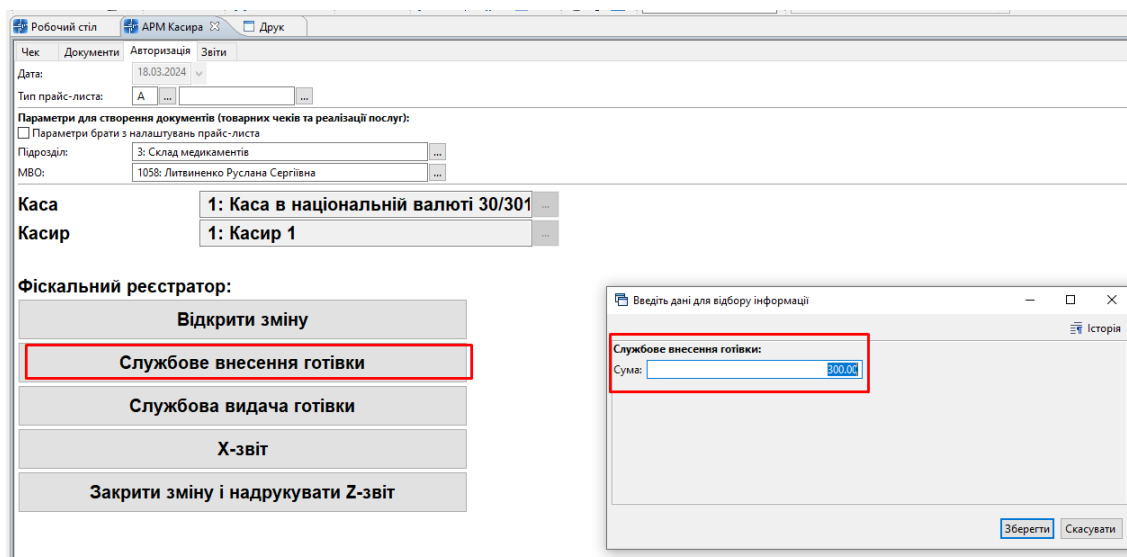 Робочий стіл АРМ Касира Друк
Чек Документи Авторизація Звіти
Дата: 18.03.2024
Тип прайс-листа: А ... ...
Параметри для створення документів (товарних чеків та реалізації послуг):
Параметри брати з налаштувань прайс-листа
Підрозділ: 3: Склад медикаментів ...
МВО: 1058: Литвиненко Руслана Сергіївна ...
Каса 1: Каса в національній валюті 30/301 ...
Касир 1: Касир 1 ...
Фіскальний реєстратор:
Відкрити зміну
Службове внесення готівки
Службова видача готівки
Х-звіт
Закрити зміну і надрукувати Z-звіт
Введіть дані для відбору інформації
Історія
Службове внесення готівки:
Сума: 300.00
Зберегти Скасувати